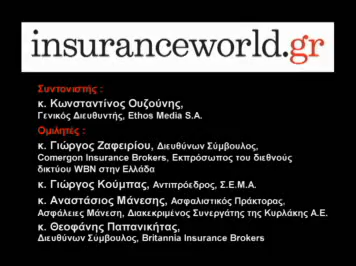 insuranceworld.gr
Συντονιστής :
κ. Κωνσταντίνος Ουζούνης,
Γενικός Διευθυντής, Ethos Media S.A.
Ομιλητές :
κ. Γιώργος Ζαφειρίου, Διευθύνων Σύμβουλος,
Comergon Insurance Brokers, Εκπρόσωπος του διεθνούς
δικτύου WBN στην Ελλάδα
κ. Γιώργος Κούμπας, Αντιπρόεδρος, Σ.Ε.Μ.Α.
κ. Αναστάσιος Μάνεσης, Ασφαλιστικός Πράκτορας,
Ασφάλειες Μάνεση, Διακεκριμένος Συνεργάτης της Κυρλάκης Α.Ε.
κ. Θεοφάνης Παπανικήτας,
Διευθύνων Σύμβουλος, Britannia Insurance Brokers